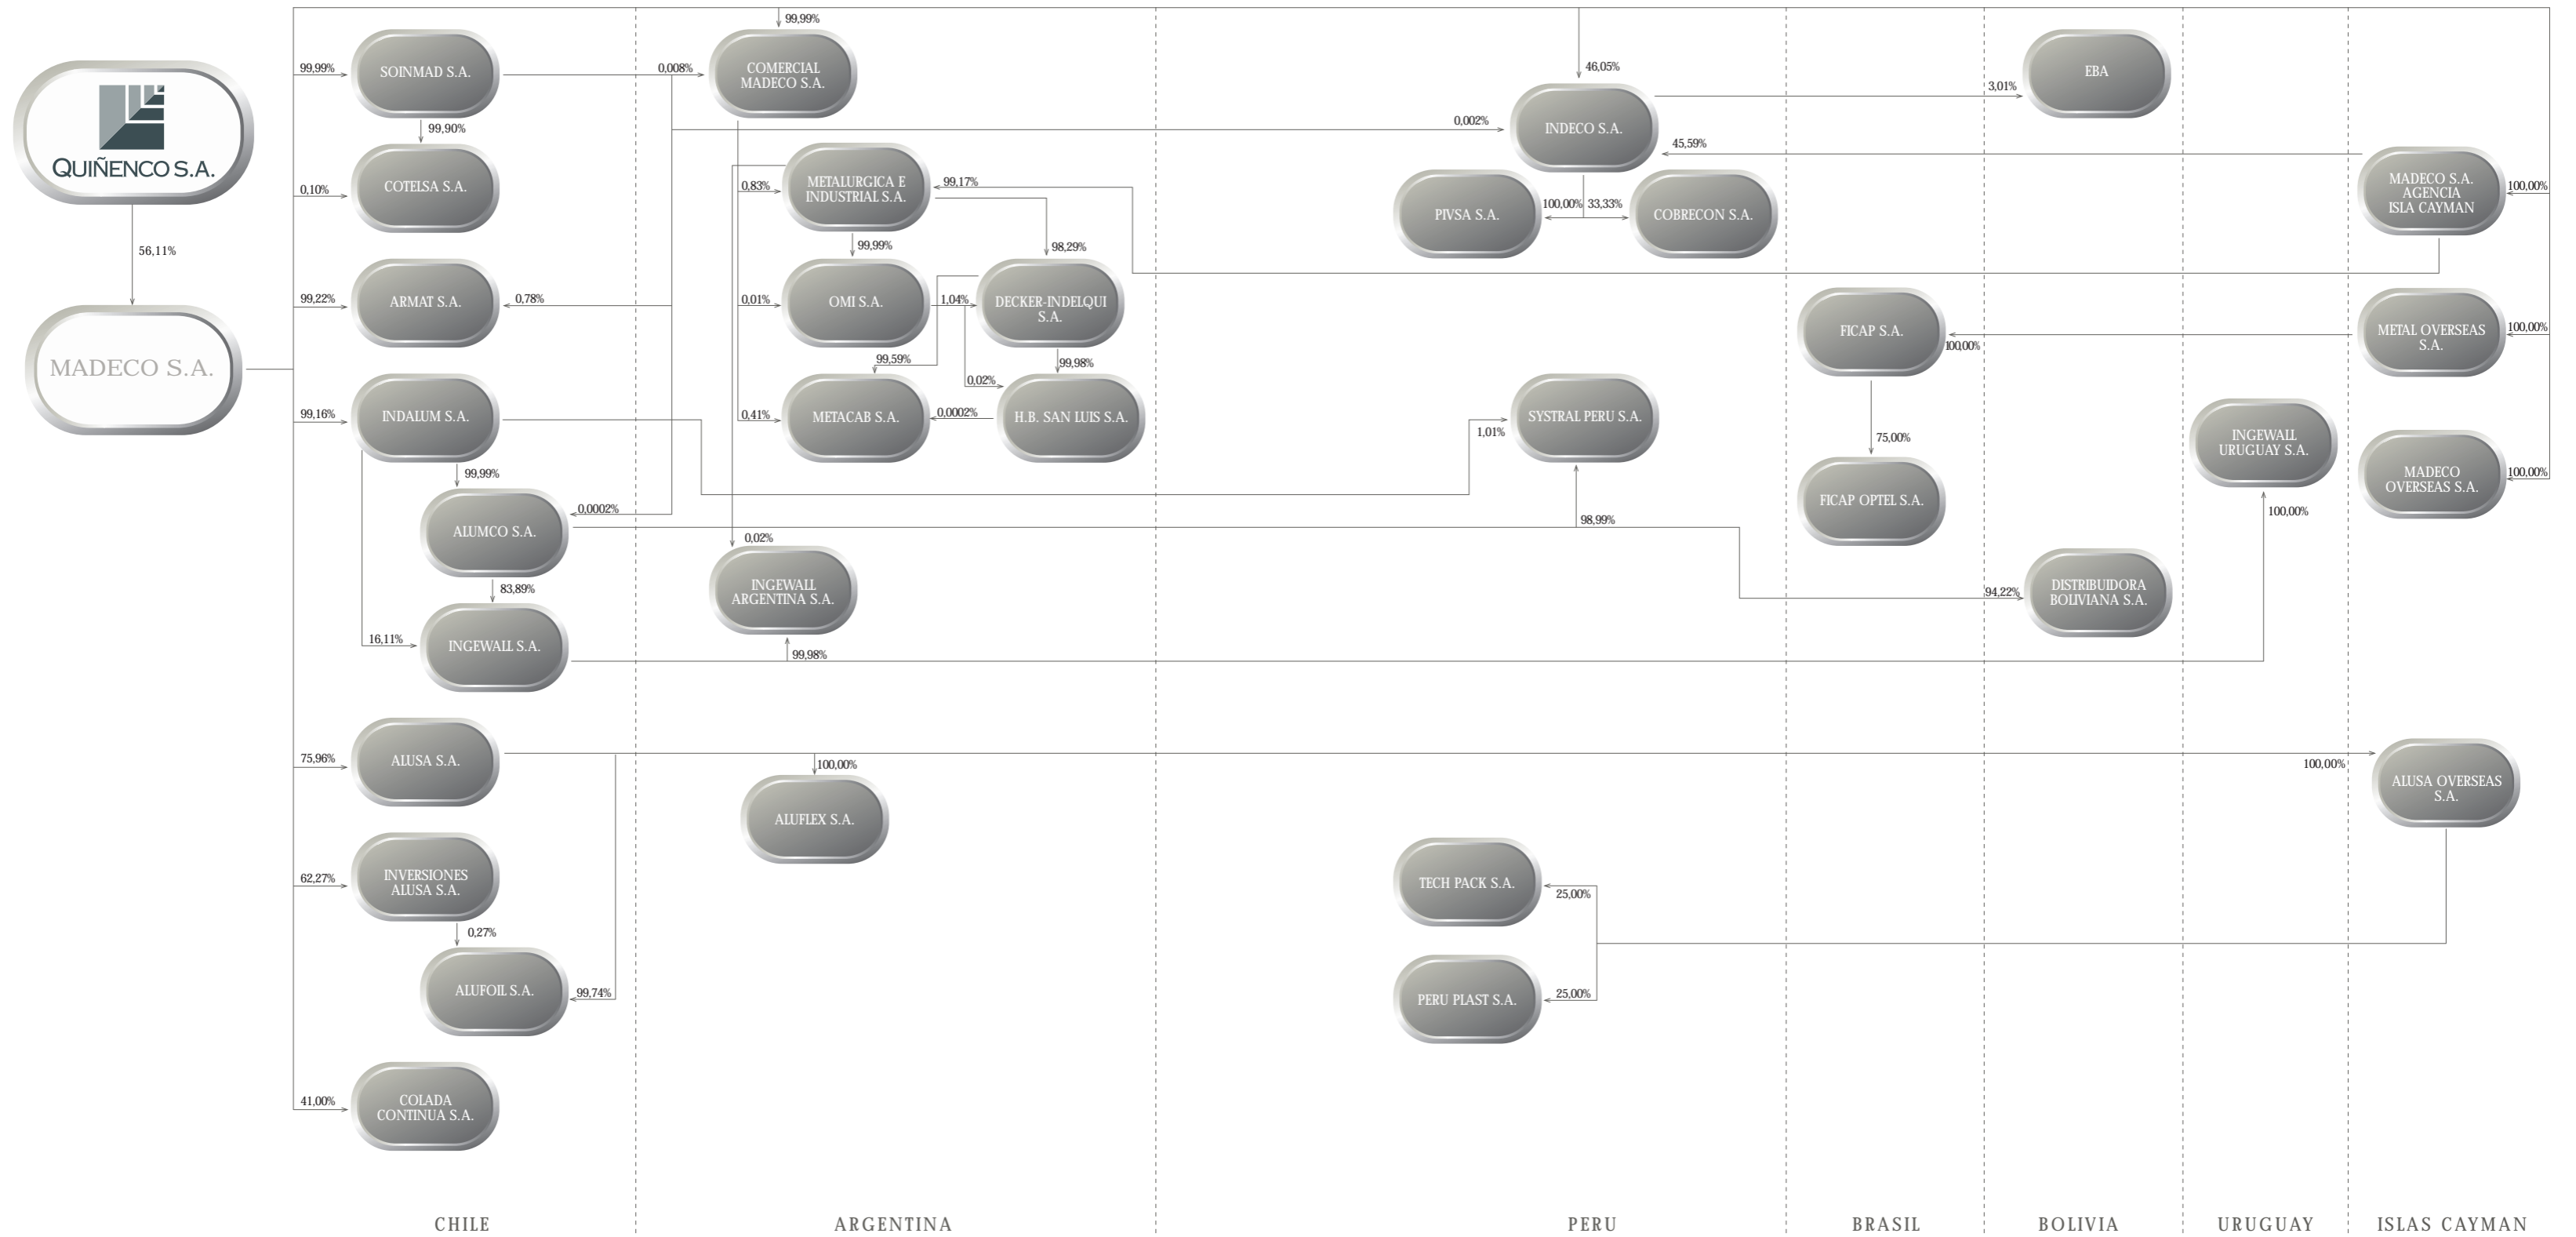 QUIÑENCO S.A.
56,11%
MADECO S.A.
99,99%
SOINMAD S.A.
99,90%
0,10%
COTELSA S.A.
99,22%
ARMAT S.A.
0,78%
99,16%
INDALUM S.A.
99,99%
0,0002%
ALUMCO S.A.
83,89%
16,11%
INGEWALL S.A.
75,96%
ALUSA S.A.
62,27%
INVERSIONES
ALUSA S.A.
0,27%
ALUFOIL S.A.
99,74%
41,00%
COLADA
CONTINUA S.A.
CHILE
99,99%
0,008%
COMERCIAL
MADECO S.A.
0,83%
METALURGICA E
INDUSTRIAL S.A.
99,17%
99,99%
98,29%
0,01%
OMI S.A.
1,04%
DECKER-INDELQUI
S.A.
99,59%
99,98%
0,02%
0,41%
METACAB S.A.
0,0002%
H.B. SAN LUIS S.A.
0,02%
INGEWALL
ARGENTINA S.A.
99,98%
100,00%
ALUFLEX S.A.
ARGENTINA
46,05%
0,002%
INDECO S.A.
45,59%
100,00%
33,33%
PIVSA S.A.
COBRECON S.A.
1,01%
SYSTRAL PERU S.A.
98,99%
TECH PACK S.A.
25,00%
PERU PLAST S.A.
25,00%
PERU
FICAP S.A.
100,00%
75,00%
FICAP OPTEL S.A.
BRASIL
3,01%
EBA
94,22%
DISTRIBUIDORA
BOLIVIANA S.A.
BOLIVIA
INGEWALL
URUGUAY S.A.
100,00%
URUGUAY
MADECO S.A.
AGENCIA
ISLA CAYMAN
100,00%
METAL OVERSEAS
S.A.
100,00%
MADECO
OVERSEAS S.A.
100,00%
100,00%
ALUSA OVERSEAS
S.A.
ISLAS CAYMAN